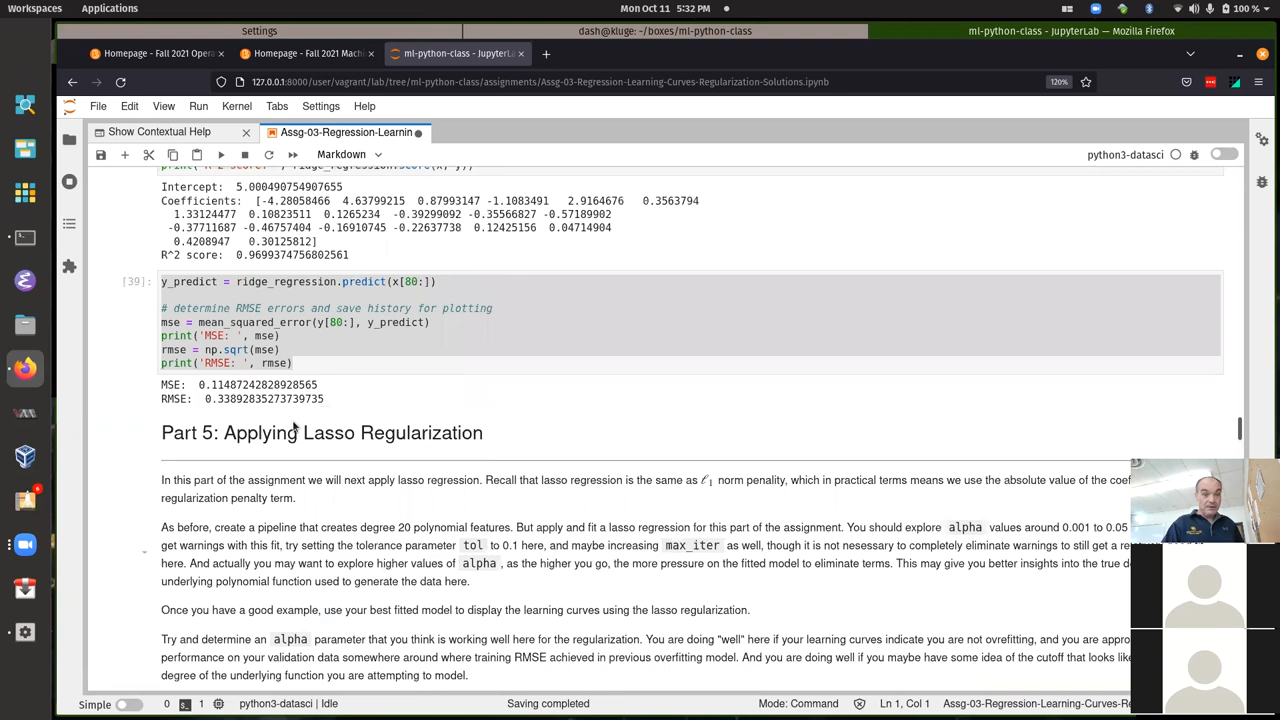 Workspaces Applications Mon Oct 11 5:32 PM 100 %
Settings dash@kluge: ~/boxes/ml-python-class ml-python-class - JupyterLab — Mozilla Firefox
Homepage - Fall 2021 Opera Homepage - Fall 2021 Machi ml-python-class - JupyterLa
127.0.0.1:8000/user/vagrant/lab/tree/ml-python-class/assignments/Assg-03-Regression-Learning-Curves-Regularization-Solutions.ipynb 120%
File Edit View Run Kernel Tabs Settings Help
Show Contextual Help Assg-03-Regression-Learnin
Markdown python3-datasci
print('R^2 score: ', ridge_regression.score(x, y))
Intercept: 5.000490754907655
Coefficients: [-4.28058466 4.63799215 0.87993147 -1.1083491 2.9164676 0.3563794
1.33124477 0.10823511 0.1265234 -0.39299092 -0.35566827 -0.57189902
-0.37711687 -0.46757404 -0.16910745 -0.22637738 0.12425156 0.04714904
0.4208947 0.30125812]
R^2 score: 0.9699374756802561
[39]: y_predict = ridge_regression.predict(x[80:])
# determine RMSE errors and save history for plotting
mse = mean_squared_error(y[80:], y_predict)
print('MSE: ', mse)
rmse = np.sqrt(mse)
print('RMSE: ', rmse)
MSE: 0.11487242828928565
RMSE: 0.33892835273739735
Part 5: Applying Lasso Regularization
In this part of the assignment we will next apply lasso regression. Recall that lasso regression is the same as ℓ1 norm penality, which in practical terms means we use the absolute value of the coef
regularization penalty term.
As before, create a pipeline that creates degree 20 polynomial features. But apply and fit a lasso regression for this part of the assignment. You should explore alpha values around 0.001 to 0.05
get warnings with this fit, try setting the tolerance parameter tol to 0.1 here, and maybe increasing max_iter as well, though it is not nesessary to completely eliminate warnings to still get a re
here. And actually you may want to explore higher values of alpha, as the higher you go, the more pressure on the fitted model to eliminate terms. This may give you better insights into the true d
underlying polynomial function used to generate the data here.
Once you have a good example, use your best fitted model to display the learning curves using the lasso regularization.
Try and determine an alpha parameter that you think is working well here for the regularization. You are doing "well" here if your learning curves indicate you are not ovrefitting, and you are appro
performance on your validation data somewhere around where training RMSE achieved in previous overfitting model. And you are doing well if you maybe have some idea of the cutoff that looks like
degree of the underlying function you are attempting to model.
Simple 0 1 python3-datasci | Idle Saving completed Mode: Command Ln 1, Col 1 Assg-03-Regression-Learning-Curves-Re